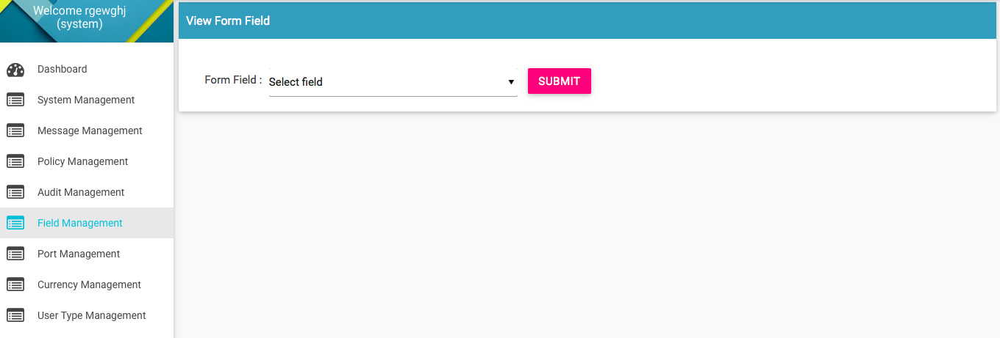 Welcome rgewghj
(system)
Dashboard
System Management
Message Management
Policy Management
Audit Management
Field Management
Port Management
Currency Management
User Type Management
View Form Field
Form Field :
Select field
SUBMIT